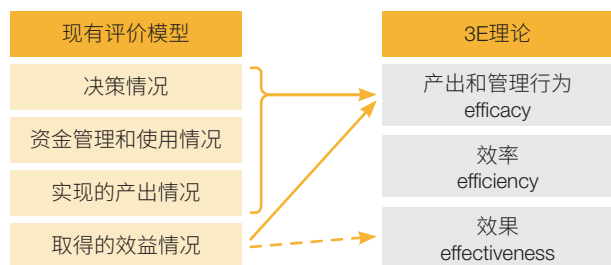 现有评价模型
决策情况
资金管理和使用情况
实现的产出情况
取得的效益情况
3E理论
产出和管理行为
efficacy
效率
efficiency
效果
effectiveness